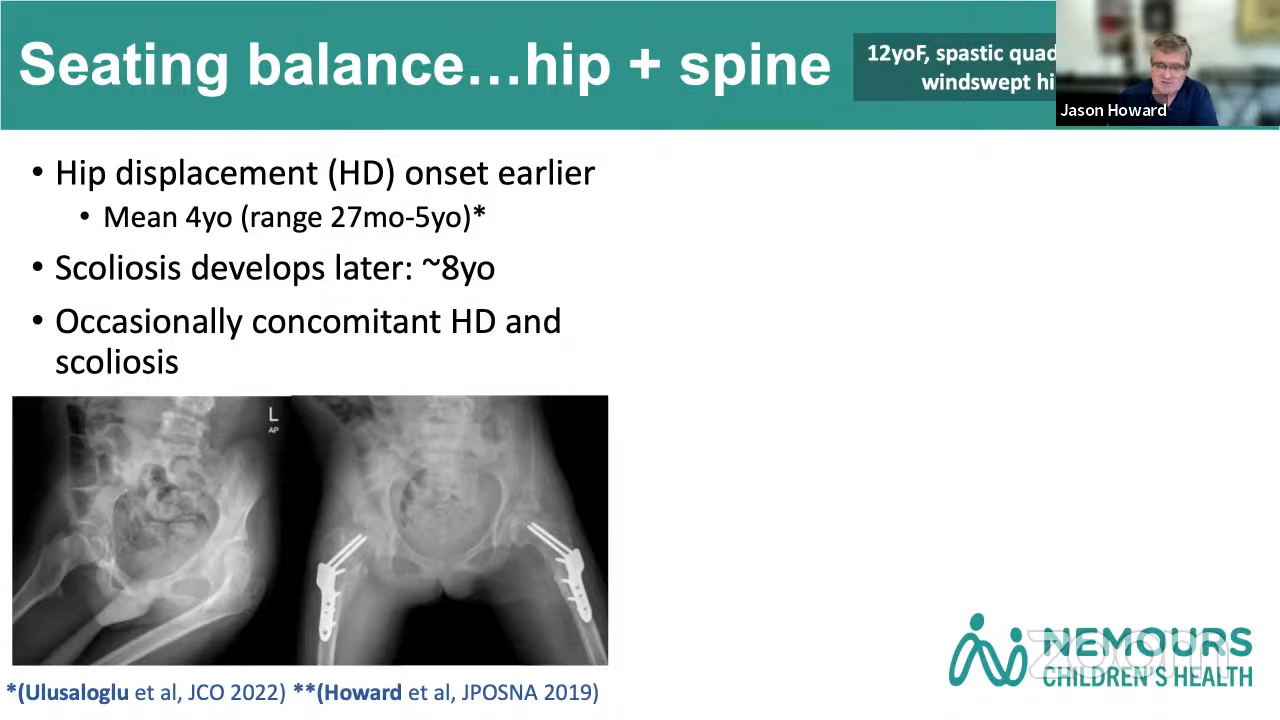 Seating balance…hip + spine
12yoF, spastic quad
windswept hi
Jason Howard
• Hip displacement (HD) onset earlier
• Mean 4yo (range 27mo-5yo)*
• Scoliosis develops later: ~8yo
• Occasionally concomitant HD and
scoliosis
L
AP
*(Ulusaloglu et al, JCO 2022) **(Howard et al, JPOSNA 2019)
NEMOURS
CHILDREN'S HEALTH
zoom